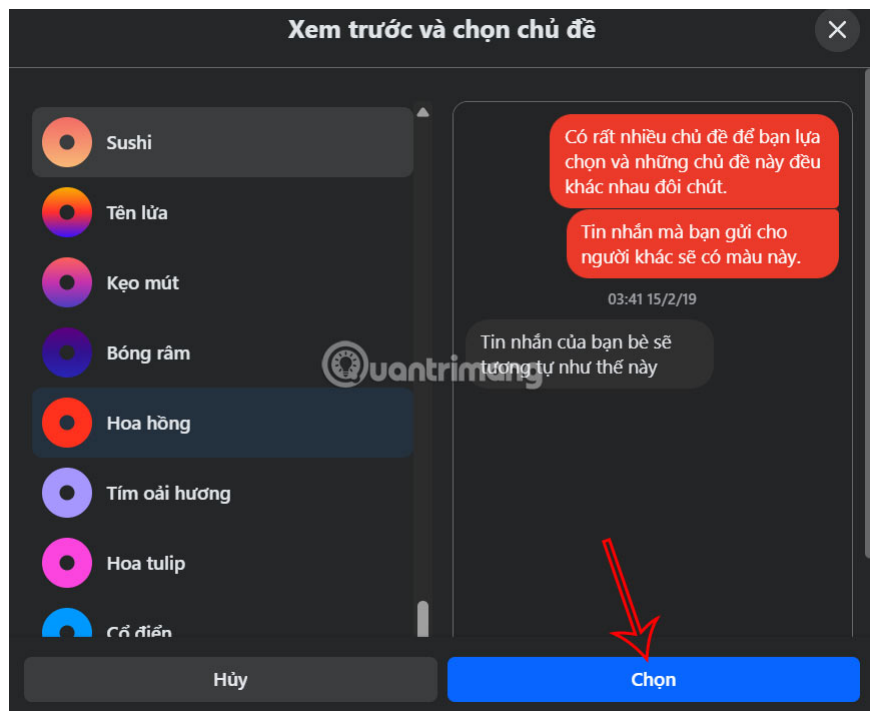 Xem trước và chọn chủ đề
Sushi
Tên lửa
Kẹo mút
Bóng râm
Hoa hồng
Tím oải hương
Hoa tulip
Cổ điển
Có rất nhiều chủ đề để bạn lựa
chọn và những chủ đề này đều
khác nhau đôi chút.
Tin nhắn mà bạn gửi cho
người khác sẽ có màu này.
03:41 15/2/19
Tin nhắn của bạn bè sẽ
tương tự như thế này
Quantrimang
Hủy
Chọn